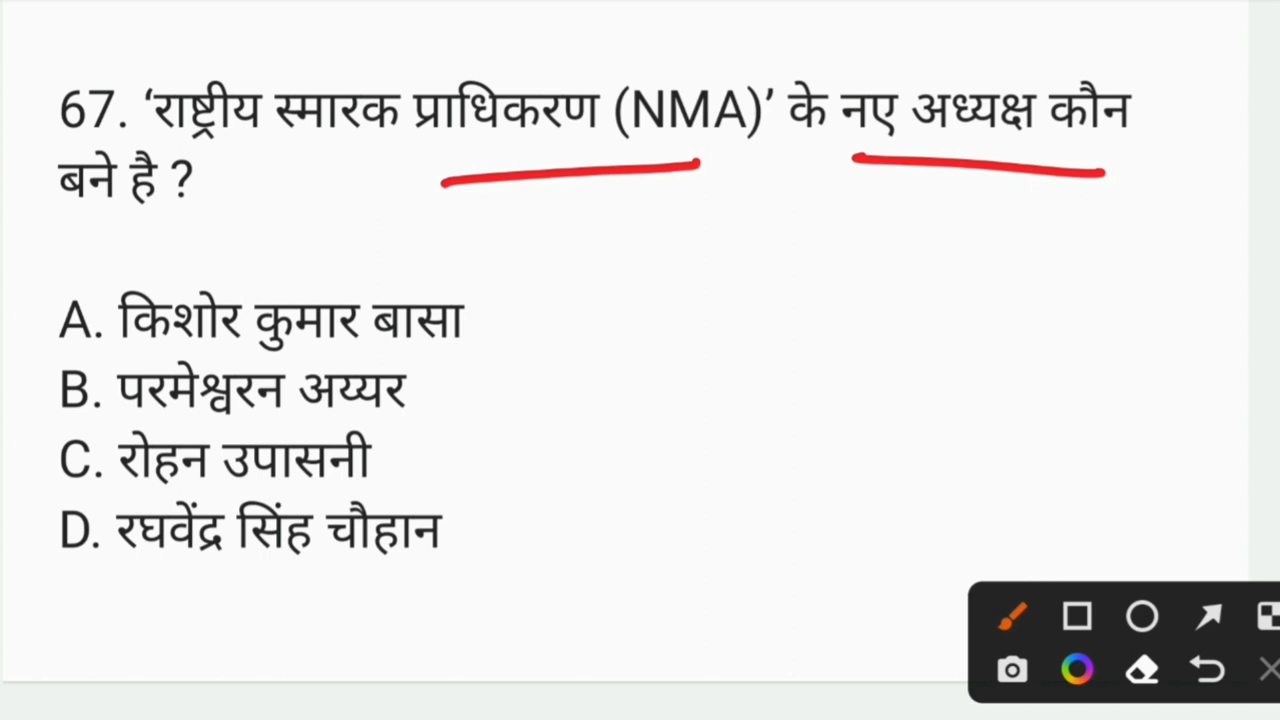 67. ‘राष्ट्रीय स्मारक प्राधिकरण (NMA)’ के नए अध्यक्ष कौन
बने है ?
A. किशोर कुमार बासा
B. परमेश्वरन अय्यर
C. रोहन उपासनी
D. रघवेंद्र सिंह चौहान